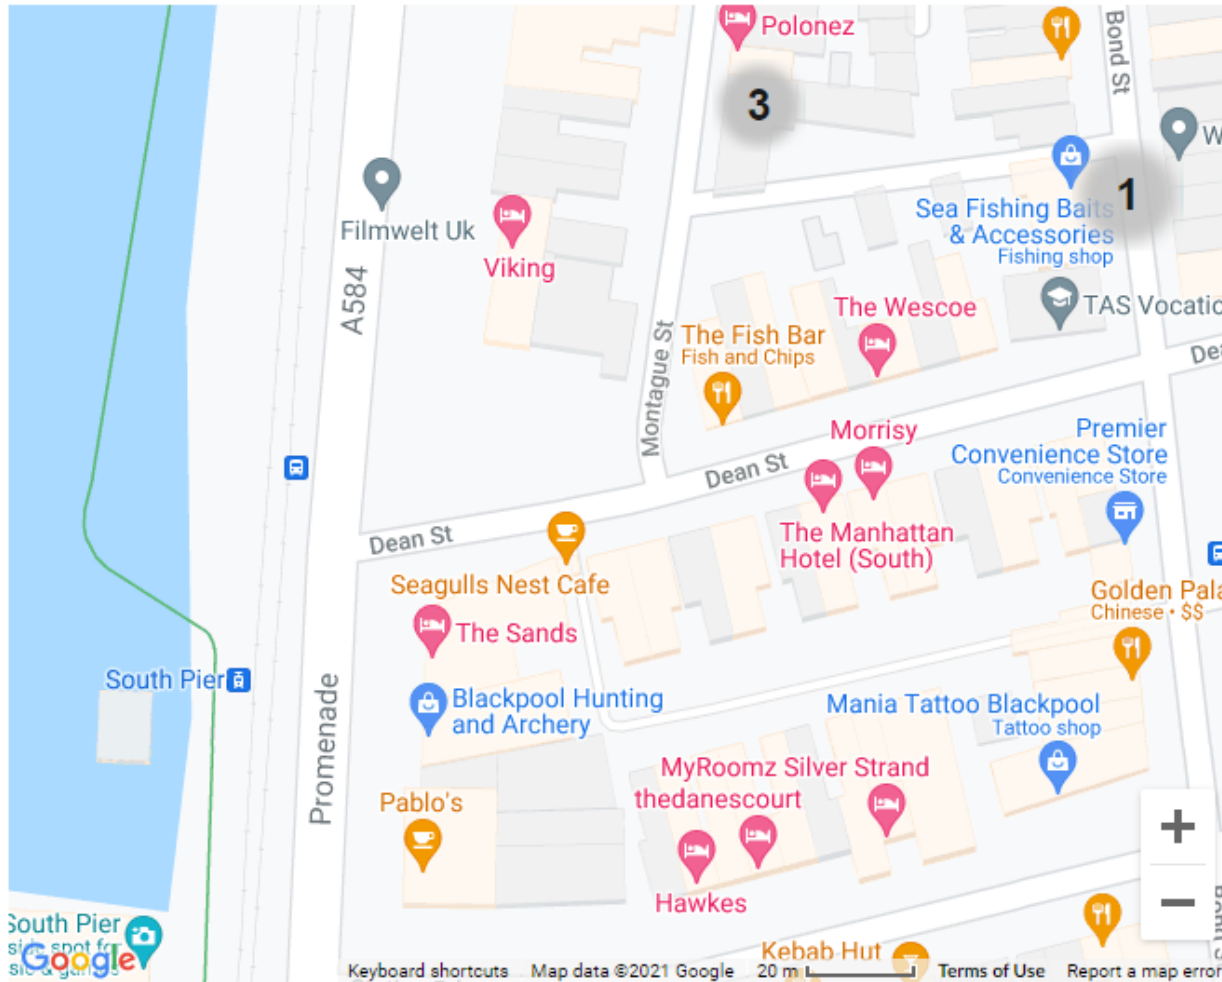 Polonez
Bond St
3
W
Filmwelt Uk
1
Sea Fishing Baits
& Accessories
Fishing shop
Viking
A584
The Wescoe
TAS Vocatio
The Fish Bar
Fish and Chips
Montague St
Morrisy
Premier
Convenience Store
Convenience Store
Dean St
Dean St
The Manhattan
Hotel (South)
Seagulls Nest Cafe
Golden Pala
Chinese • $$
The Sands
South Pier
Blackpool Hunting
and Archery
Mania Tattoo Blackpool
Tattoo shop
Promenade
MyRoomz Silver Strand
thedanescourt
Pablo's
+
−
Hawkes
South Pier
Google
Kebab Hut
Keyboard shortcuts Map data ©2021 Google 20 m Terms of Use Report a map error